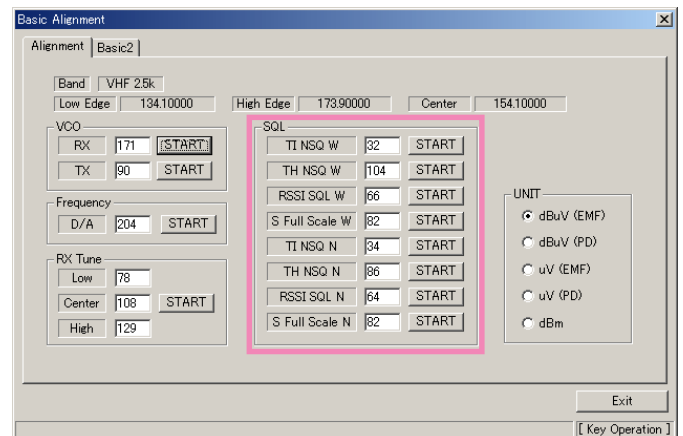 Basic Alignment
Alignment Basic2
Band VHF 2.5k
Low Edge 134.10000 High Edge 173.90000 Center 154.10000
VCO
RX 171 START
TX 90 START
Frequency
D/A 204 START
RX Tune
Low 78
Center 108 START
High 129
SQL
TI NSQ W 32 START
TH NSQ W 104 START
RSSI SQL W 66 START
S Full Scale W 82 START
TI NSQ N 34 START
TH NSQ N 86 START
RSSI SQL N 64 START
S Full Scale N 82 START
UNIT
dBuV (EMF)
dBuV (PD)
uV (EMF)
uV (PD)
dBm
Exit
[ Key Operation ]